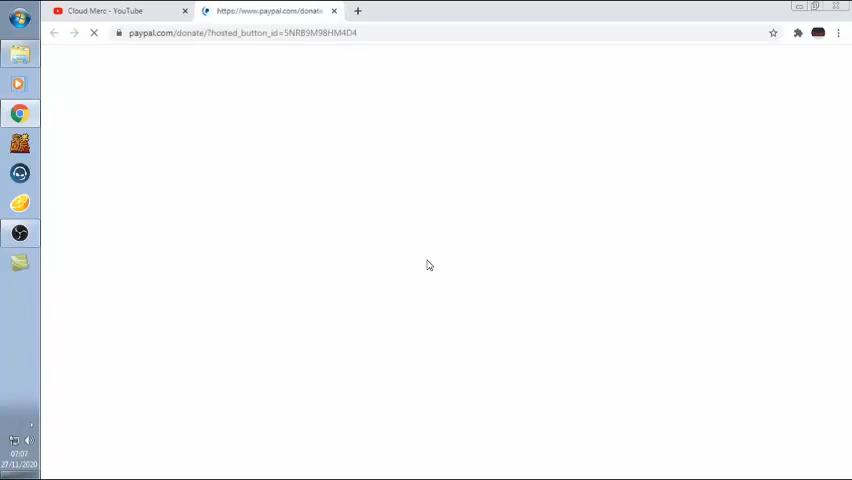 Cloud Merc - YouTube
https://www.paypal.com/donate
paypal.com/donate/?hosted_button_id=5NRB9M98HM4D4
07:07
27/11/2020